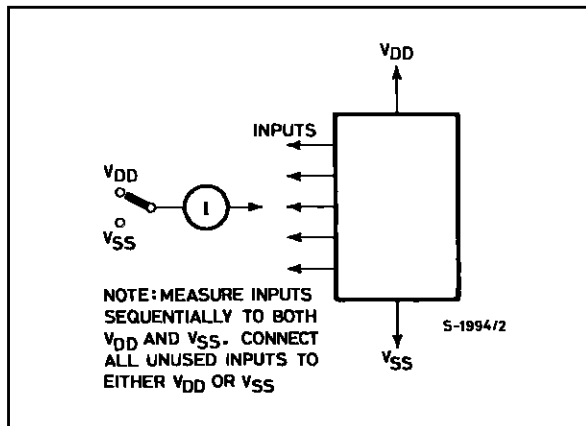 VDD
INPUTS
VDD
I
VSS
NOTE: MEASURE INPUTS
SEQUENTIALLY TO BOTH
VDD AND VSS. CONNECT
ALL UNUSED INPUTS TO
EITHER VDD OR VSS
S-1994/2
VSS